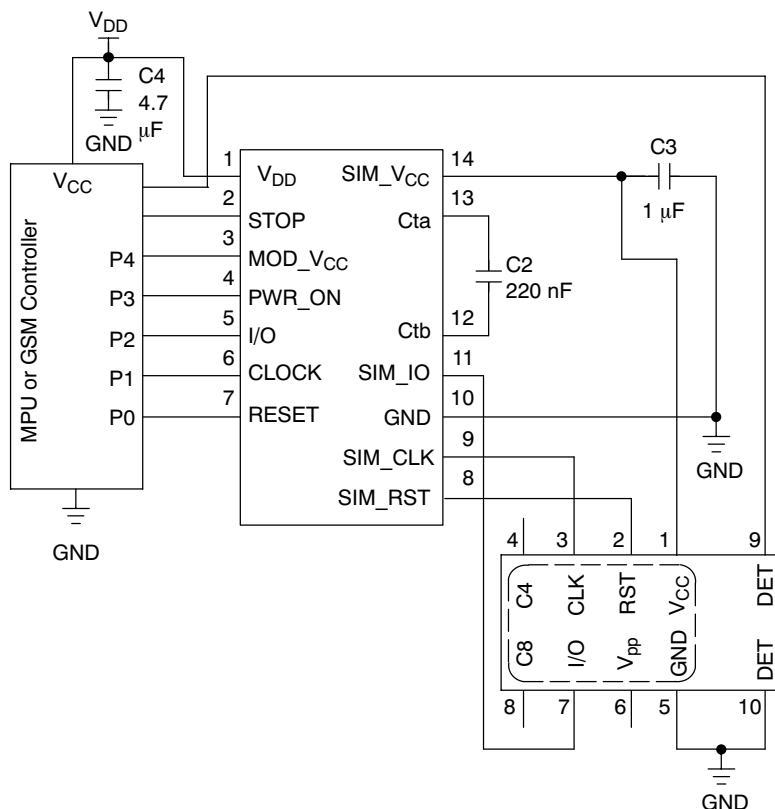 V_DD
C4
4.7
μF
GND
MPU or GSM Controller
V_CC
P4
P3
P2
P1
P0
GND
1
2
3
4
5
6
7
V_DD
STOP
MOD_V_CC
PWR_ON
I/O
CLOCK
RESET
SIM_V_CC
Cta
Ctb
SIM_IO
GND
SIM_CLK
SIM_RST
14
13
12
11
10
9
8
C3
1 μF
C2
220 nF
GND
4 3 2 1 9
C4 CLK RST V_CC DET
C8 I/O V_pp GND DET
8 7 6 5 10
GND